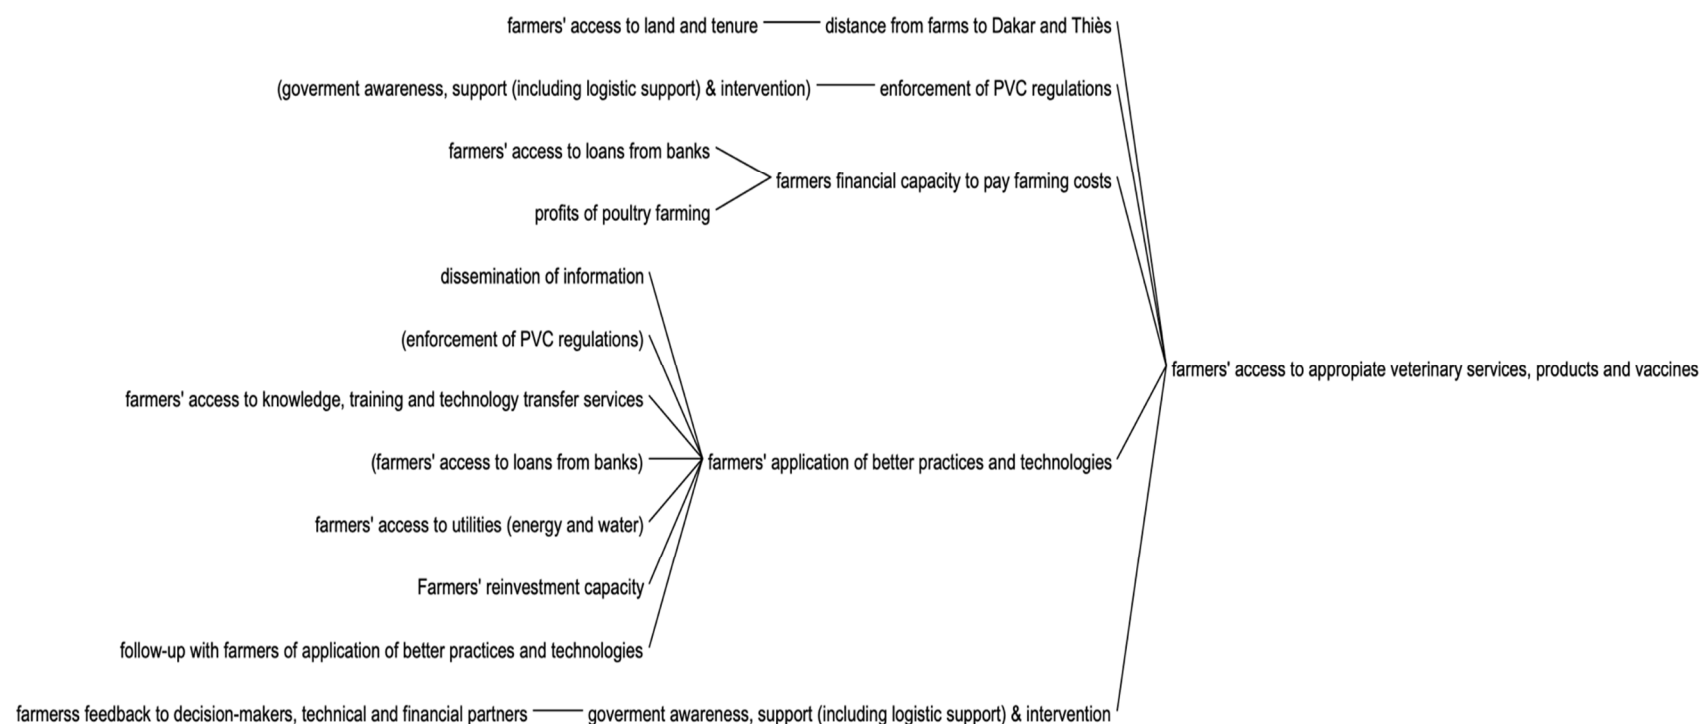 farmers' access to land and tenure
distance from farms to Dakar and Thiès
(goverment awareness, support (including logistic support) & intervention)
enforcement of PVC regulations
farmers' access to loans from banks
farmers financial capacity to pay farming costs
profits of poultry farming
dissemination of information
(enforcement of PVC regulations)
farmers' access to appropiate veterinary services, products and vaccines
farmers' access to knowledge, training and technology transfer services
(farmers' access to loans from banks)
farmers' application of better practices and technologies
farmers' access to utilities (energy and water)
Farmers' reinvestment capacity
follow-up with farmers of application of better practices and technologies
farmerss feedback to decision-makers, technical and financial partners
goverment awareness, support (including logistic support) & intervention